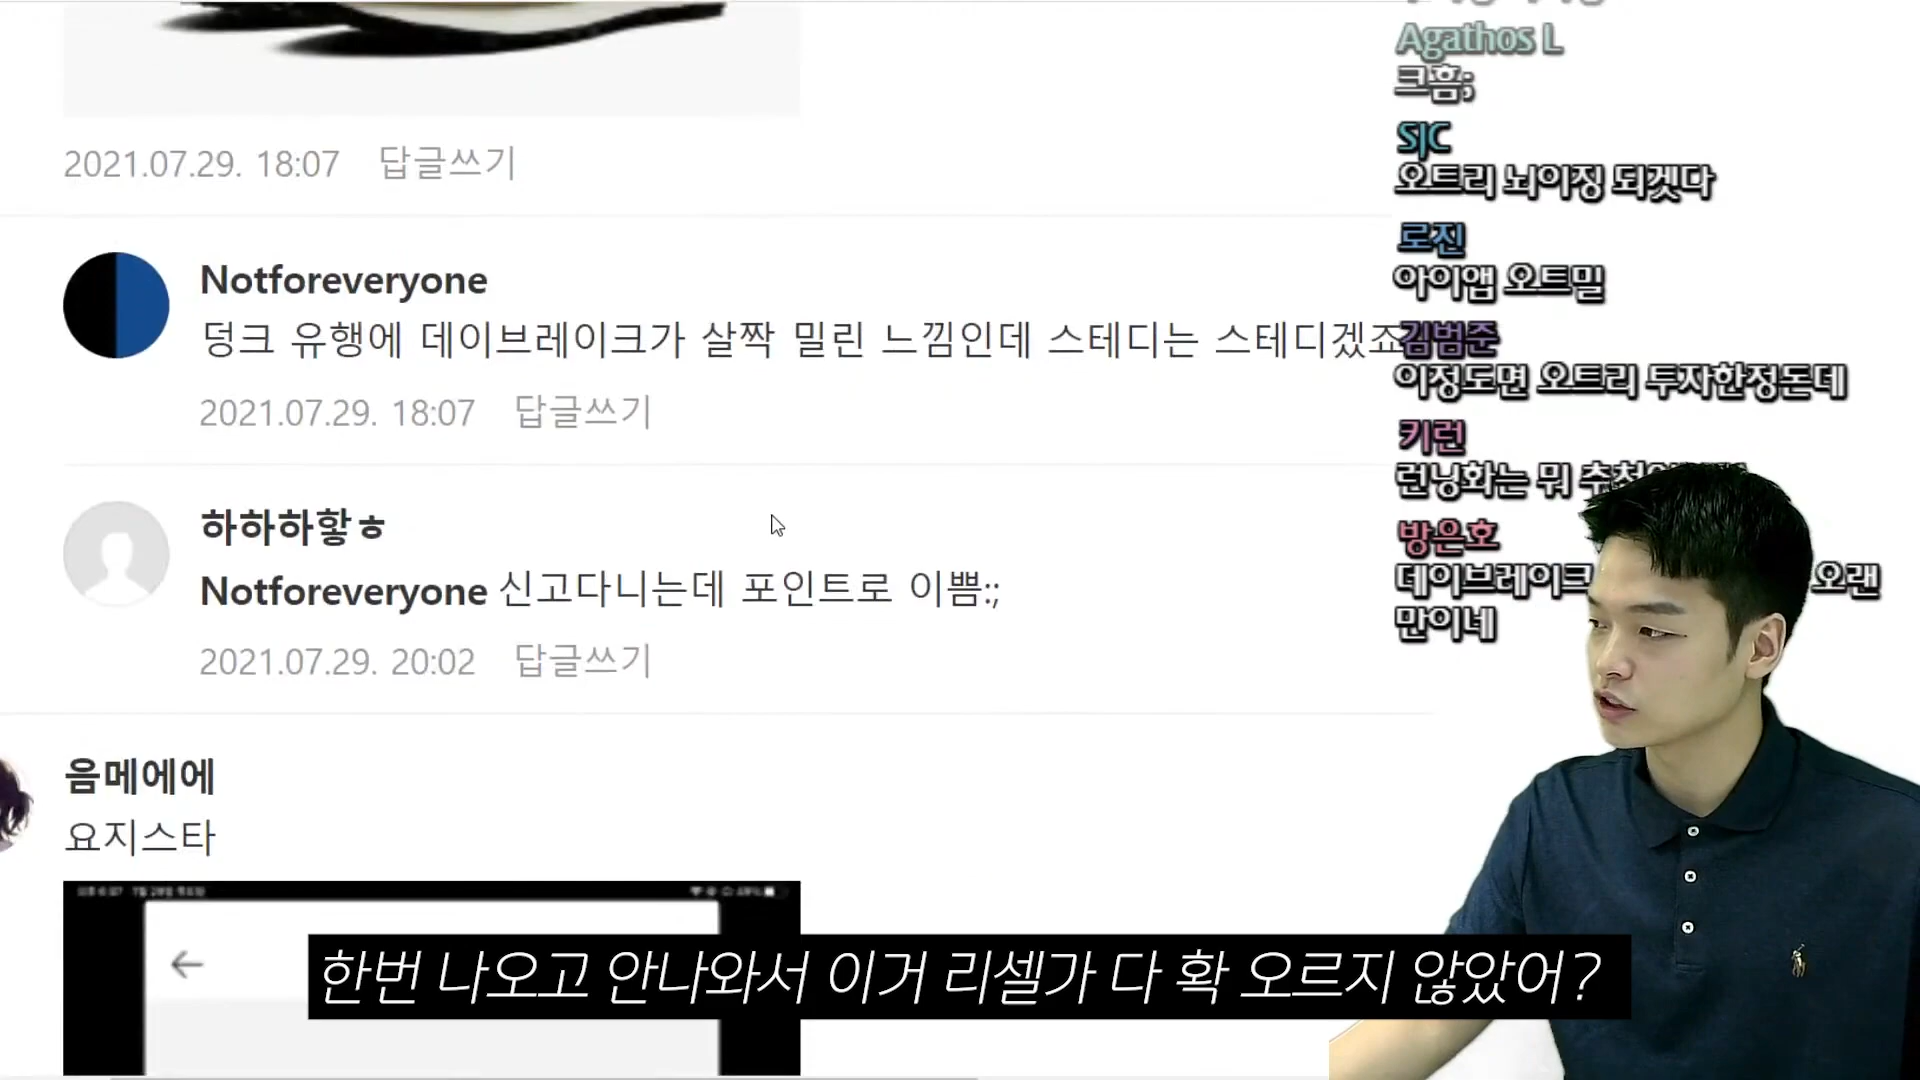 2021.07.29. 18:07 답글쓰기
Notforeveryone
덩크 유행에 데이브레이크가 살짝 밀린 느낌인데 스테디는 스테디겠죠
2021.07.29. 18:07 답글쓰기
하하하핳ㅎ
Notforeveryone 신고다니는데 포인트로 이쁨:;
2021.07.29. 20:02 답글쓰기
음메에에
요지스타
Agathos L
크흠;
SJC
오트리 뇌이징 되겠다
로진
아이앱 오트밀
김범준
이정도면 오트리 투자한정돈데
키런
런닝화는 뭐
방은호
데이브레이크 오랜
만이네
한번 나오고 안나와서 이거 리셀가 다 확 오르지 않았어?